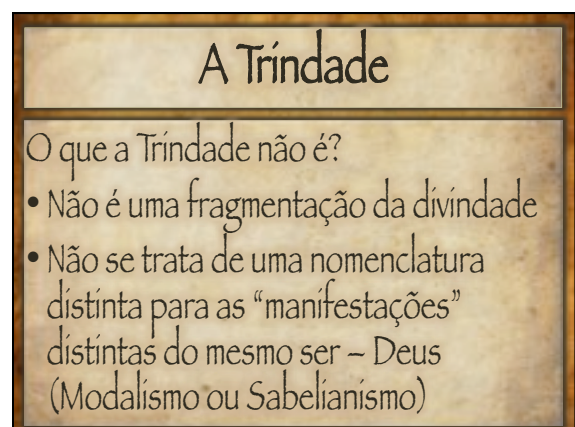 A Trindade
O que a Trindade não é?
• Não é uma fragmentação da divindade
• Não se trata de uma nomenclatura
distinta para as “manifestações”
distintas do mesmo ser – Deus
(Modalismo ou Sabelianismo)